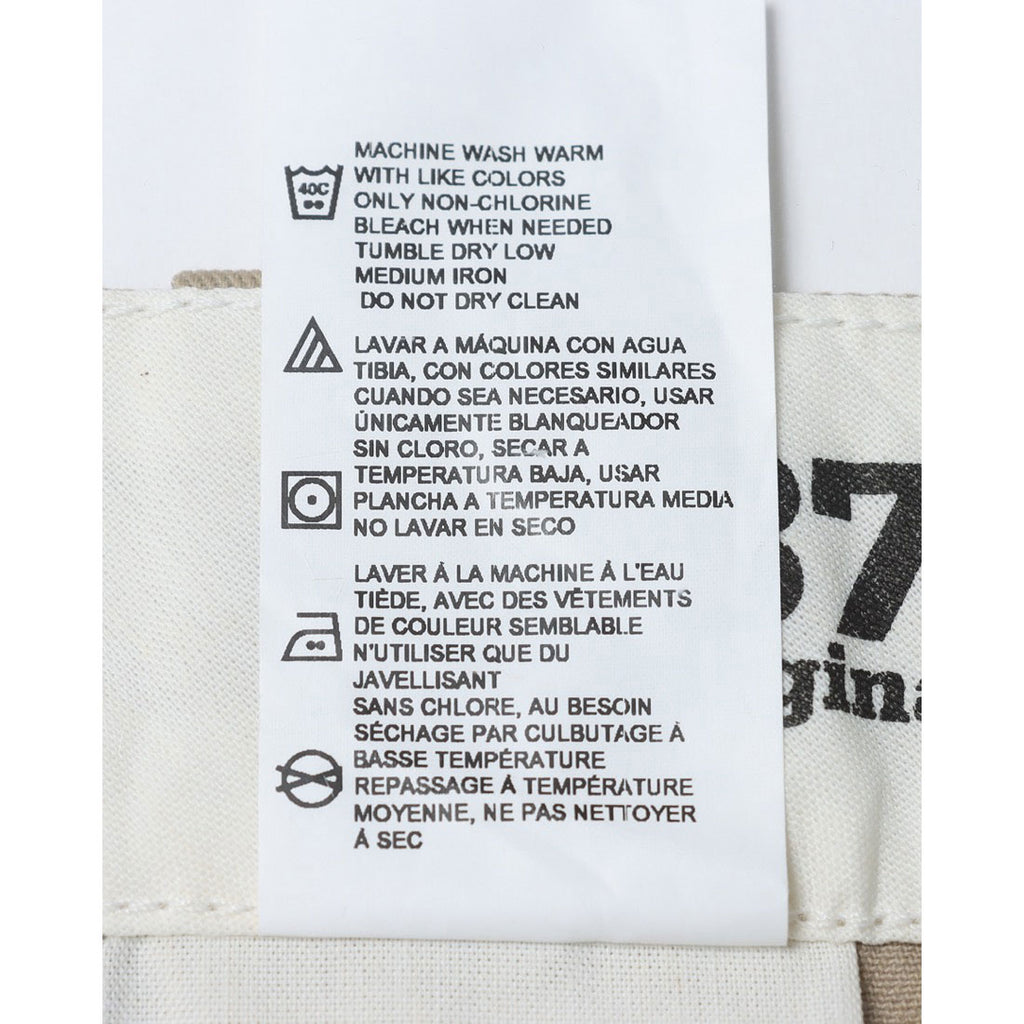 40C
MACHINE WASH WARM
WITH LIKE COLORS
ONLY NON-CHLORINE
BLEACH WHEN NEEDED
TUMBLE DRY LOW
MEDIUM IRON
DO NOT DRY CLEAN
LAVAR A MÁQUINA CON AGUA
TIBIA, CON COLORES SIMILARES
CUANDO SEA NECESARIO, USAR
ÚNICAMENTE BLANQUEADOR
SIN CLORO, SECAR A
TEMPERATURA BAJA, USAR
PLANCHA A TEMPERATURA MEDIA
NO LAVAR EN SECO
LAVER À LA MACHINE À L'EAU
TIÈDE, AVEC DES VÊTEMENTS
DE COULEUR SEMBLABLE
N'UTILISER QUE DU
JAVELLISANT
SANS CHLORE, AU BESOIN
SÉCHAGE PAR CULBUTAGE À
BASSE TEMPÉRATURE
REPASSAGE À TEMPÉRATURE
MOYENNE, NE PAS NETTOYER
À SEC
7
gina